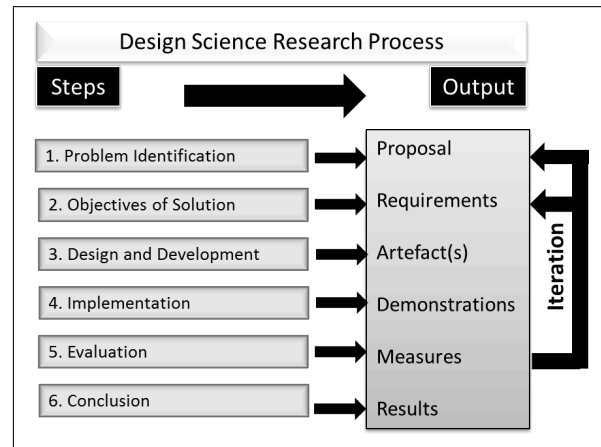 Design Science Research Process
Steps
Output
1. Problem Identification
Proposal
2. Objectives of Solution
Requirements
3. Design and Development
Artefact(s)
4. Implementation
Demonstrations
5. Evaluation
Measures
6. Conclusion
Results
Iteration